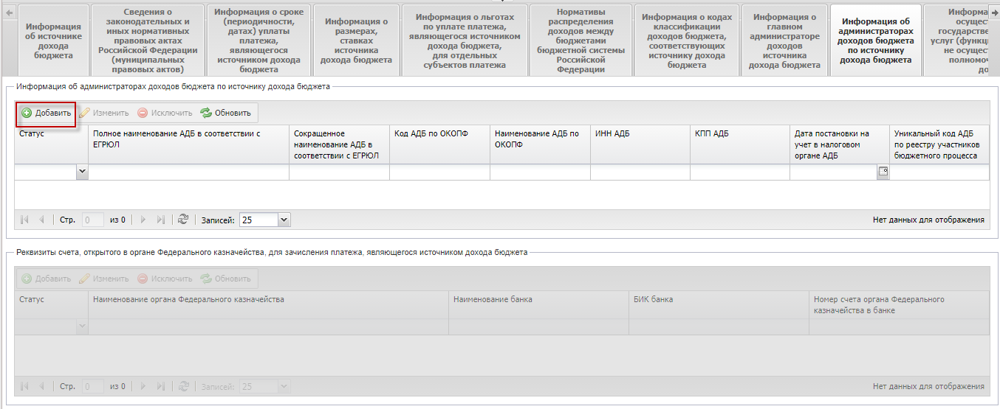 Информация
об источнике
дохода
бюджета
Сведения о
законодательных и
иных нормативных
правовых актах
Российской Федерации
(муниципальных
правовых актов)
Информация о сроке
(периодичности,
датах) уплаты
платежа,
являющегося
источником дохода
бюджета
Информация о
размерах,
ставках
источника
дохода бюджета
Информация о льготах
по уплате платежа,
являющегося источником
дохода бюджета,
для отдельных
субъектов платежа
Нормативы
распределения
доходов между
бюджетами
бюджетной системы
Российской
Федерации
Информация о кодах
классификации
доходов бюджета,
соответствующих
источнику дохода
бюджета
Информация о
главном
администраторе
доходов
источника
дохода бюджета
Информация об
администраторах
доходов бюджета
по источнику
дохода бюджета
Информа
осущест
государстве
услуг (функц
не осущест
полномоч
до
Информация об администраторах доходов бюджета по источнику дохода бюджета
Добавить Изменить Исключить Обновить
Статус
Полное наименование АДБ в соответствии с
ЕГРЮЛ
Сокращенное
наименование АДБ в
соответствии с ЕГРЮЛ
Код АДБ по ОКОПФ
Наименование АДБ по
ОКОПФ
ИНН АДБ
КПП АДБ
Дата постановки на
учет в налоговом
органе АДБ
Уникальный код АДБ
по реестру участников
бюджетного процесса
Стр. 0 из 0 Записей: 25 Нет данных для отображения
Реквизиты счета, открытого в органе Федерального казначейства, для зачисления платежа, являющегося источником дохода бюджета
Добавить Изменить Исключить Обновить
Статус
Наименование органа Федерального казначейства
Наименование банка
БИК банка
Номер счета органа Федерального
казначейства в банке
Стр. 0 из 0 Записей: 25 Нет данных для отображения